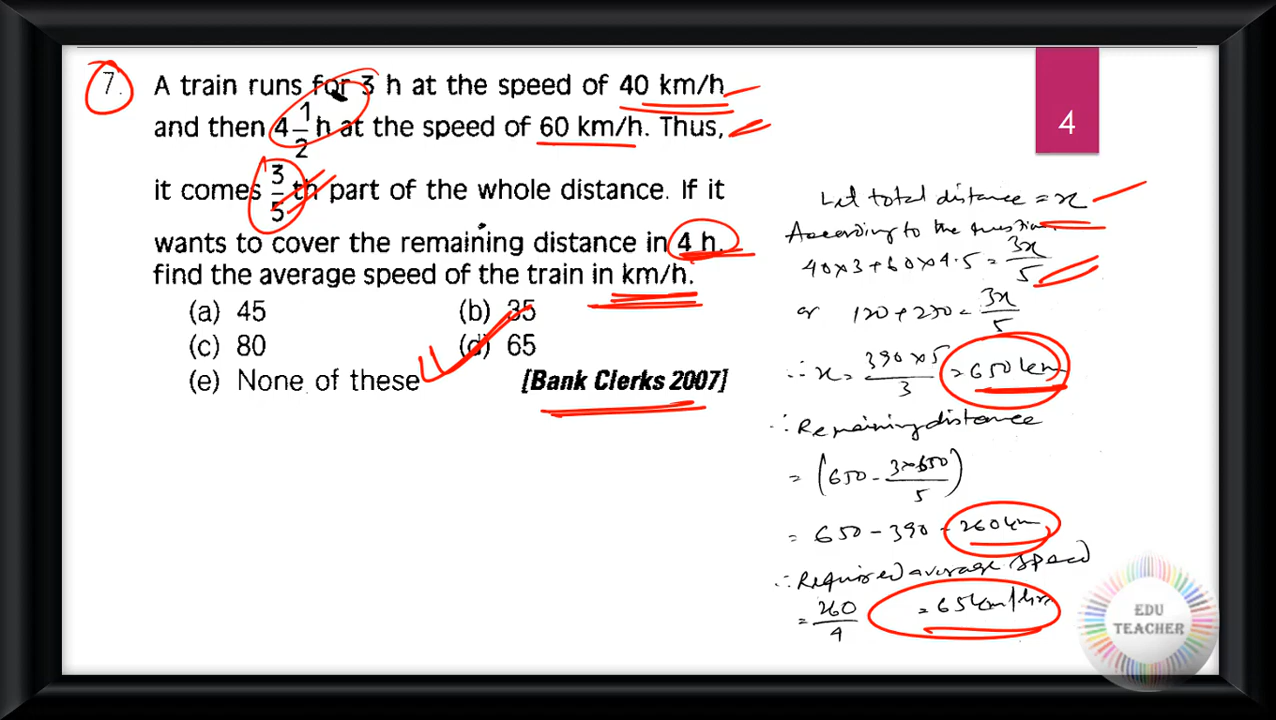 7. A train runs for 3 h at the speed of 40 km/h
and then 4 1/2 h at the speed of 60 km/h. Thus,
it comes 3/5 th part of the whole distance. If it
wants to cover the remaining distance in 4 h,
find the average speed of the train in km/h.
(a) 45 (b) 35
(c) 80 (d) 65
(e) None of these [Bank Clerks 2007]
4
Let total distance = x
According to the question
40×3+60×4.5 = 3x/5
or 120+270 = 3x/5
∴ x = 390×5/3 = 650 km
∴ Remaining distance
= (650 - 3×650/5)
= 650 - 390 = 260 km
∴ Required average speed
= 260/4 = 65 km/hr
EDU
TEACHER